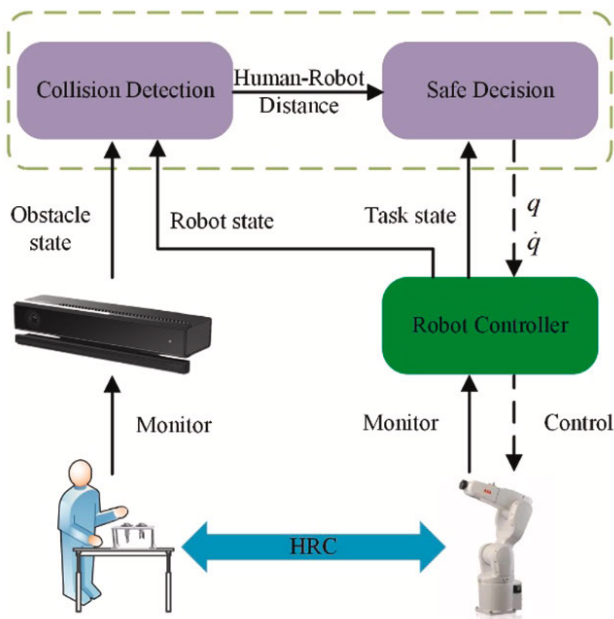 Collision Detection
Human-Robot
Distance
Safe Decision
Obstacle
state
Robot state
Task state
q
q̇
Robot Controller
Monitor
Monitor
Control
HRC